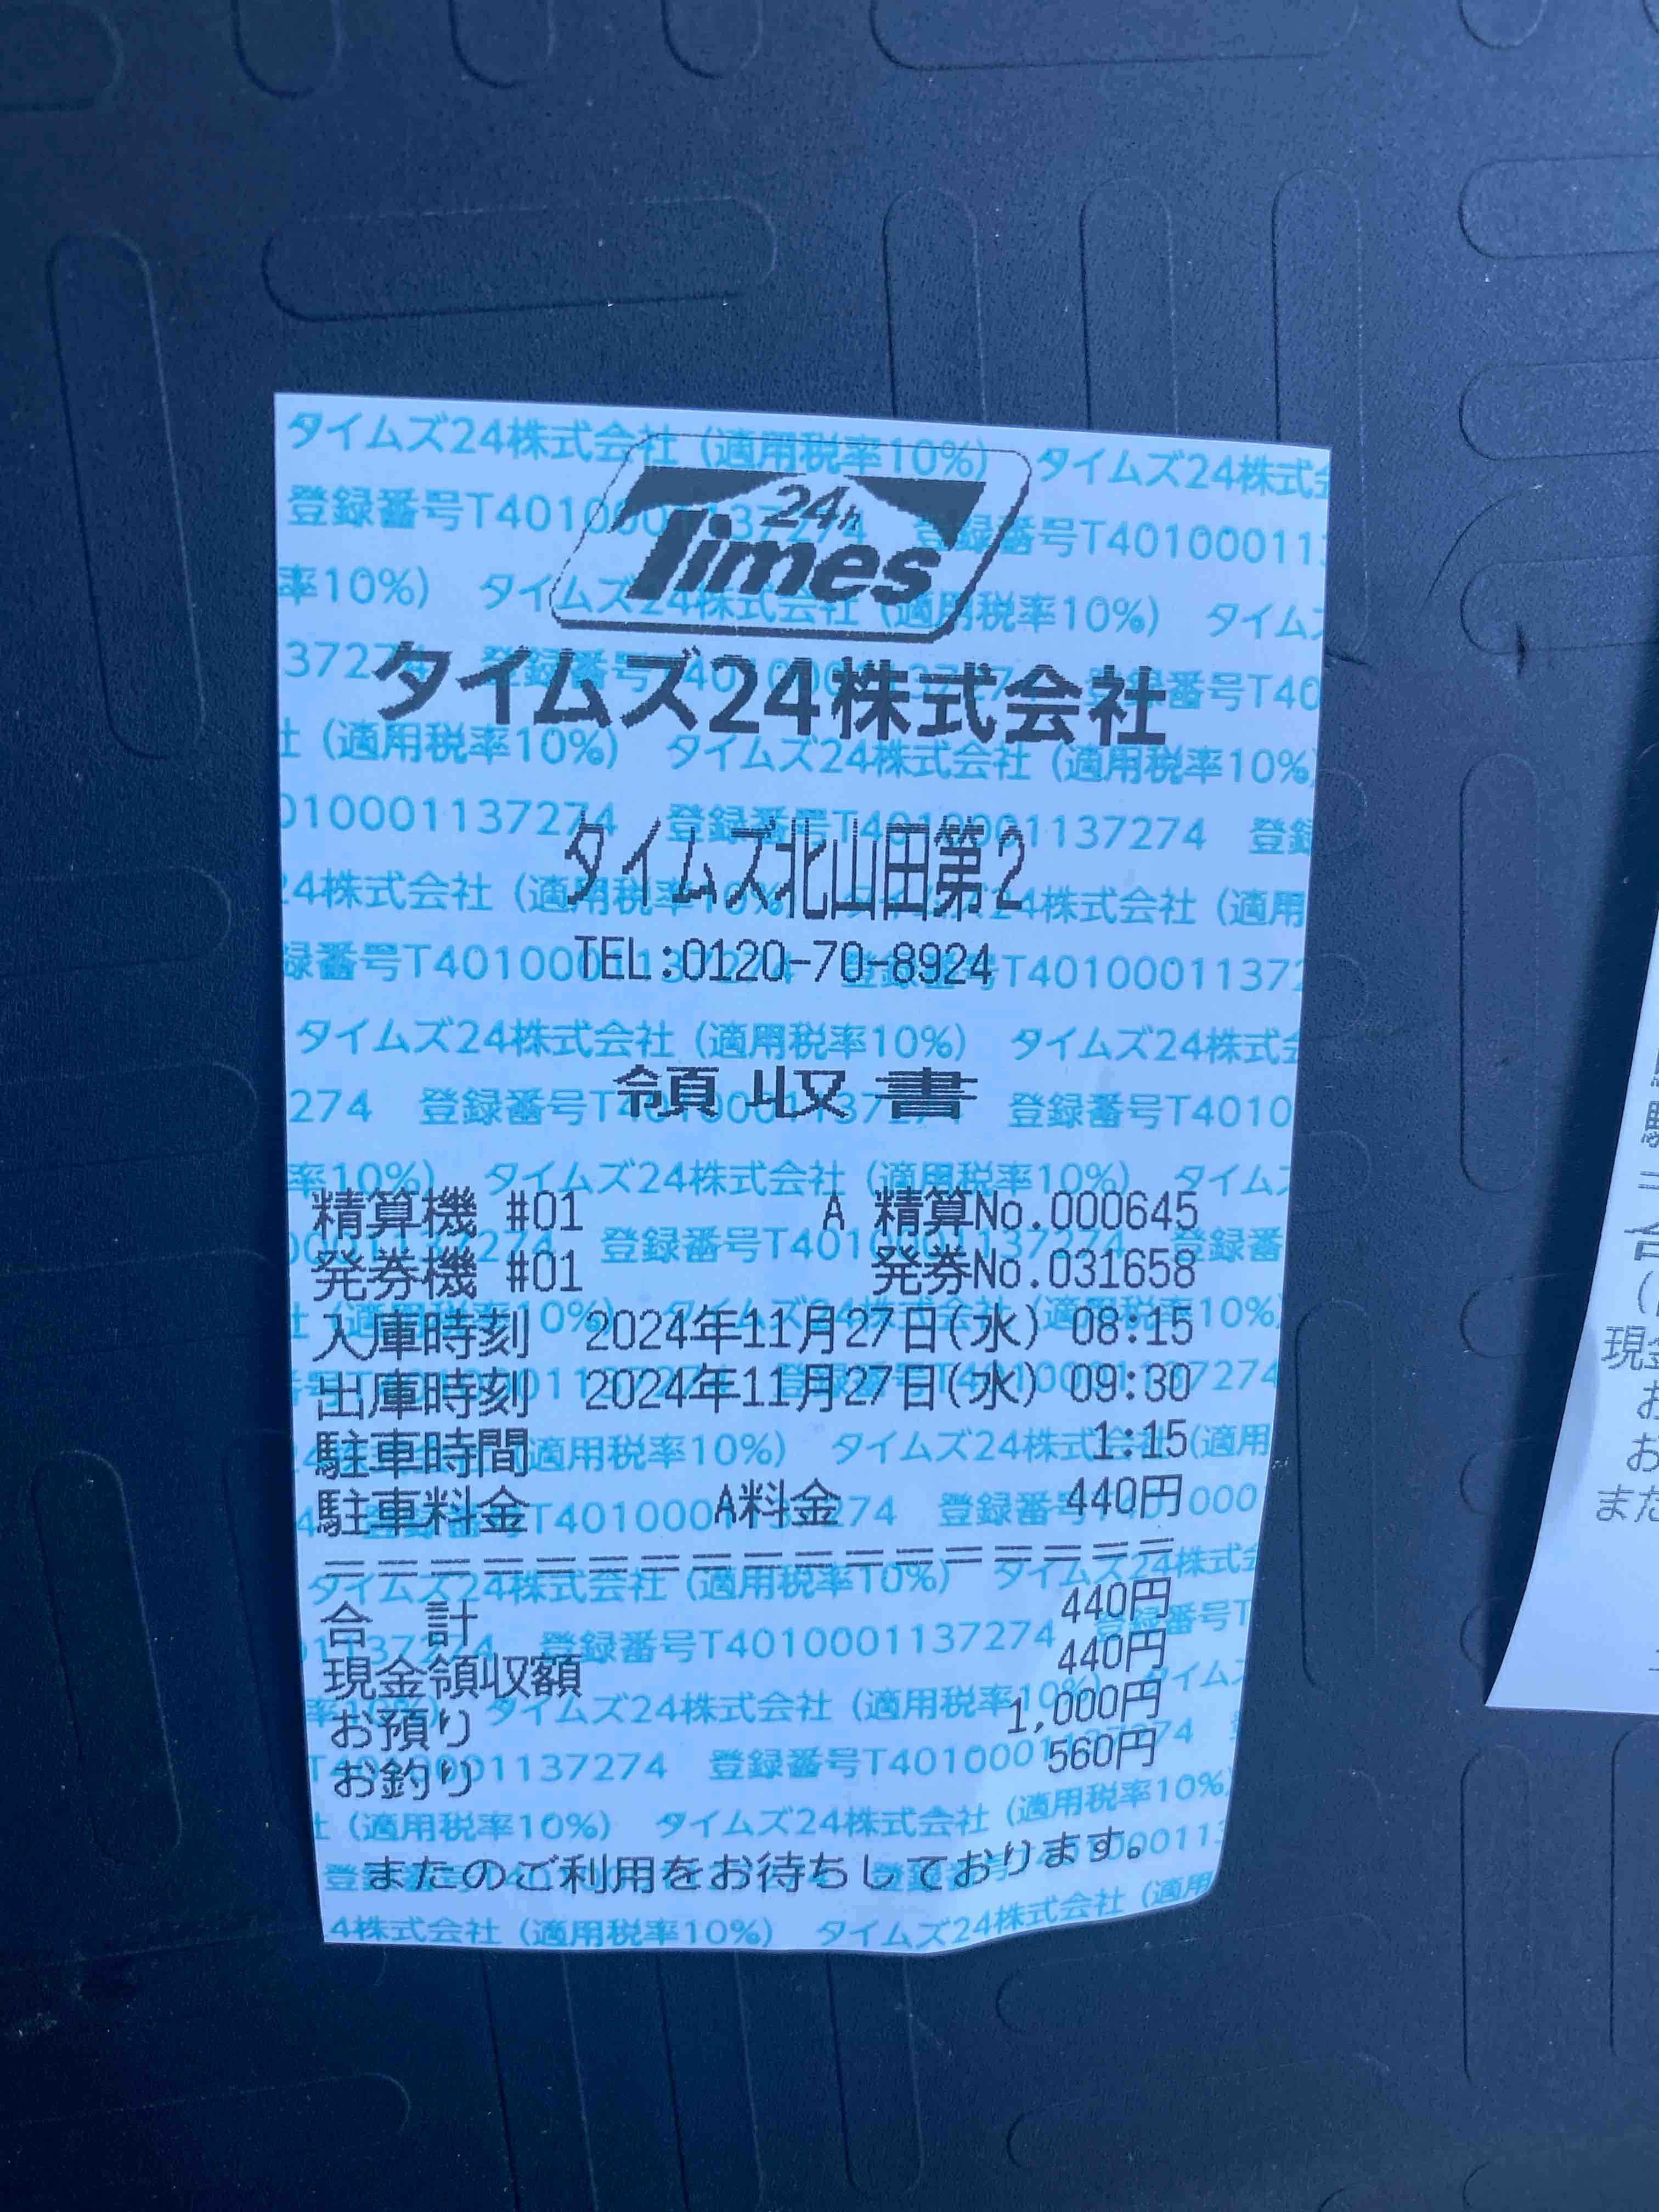 24h
Times
タイムズ24株式会社
タイムズ北山田第2
TEL:0120-70-8924
領収書
精算機 #01 A 精算No.000645
発券機 #01 発券No.031658
入庫時刻 2024年11月27日(水) 08:15
出庫時刻 2024年11月27日(水) 09:30
駐車時間 1:15
駐車料金 A料金 440円
====================
合 計 440円
現金領収額 440円
お預り 1,000円
お釣り 560円
またのご利用をお待ちしております。
タイムズ24株式会社(適用税率10%)
登録番号T4010001137274